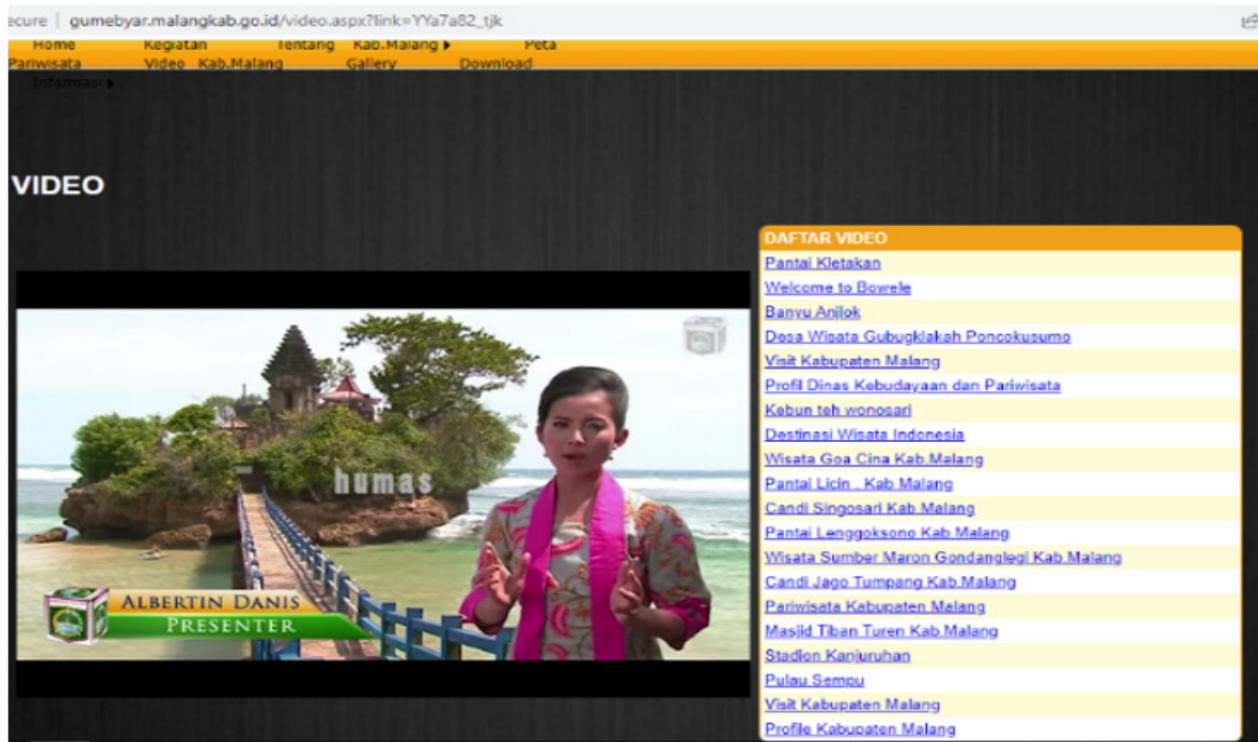 ecure | gumebyar.malangkab.go.id/video.aspx?link=YYa7a82_tjk
Home Kegiatan Tentang Kab.Malang Peta
Pariwisata Video Kab.Malang Gallery Download
Informasi
VIDEO
humas
ALBERTIN DANIS
PRESENTER
DAFTAR VIDEO
Pantai Kletakan
Welcome to Bowele
Banyu Anjlok
Desa Wisata Gubugklakah Poncokusumo
Visit Kabupaten Malang
Profil Dinas Kebudayaan dan Pariwisata
Kebun teh wonosari
Destinasi Wisata Indonesia
Wisata Goa Cina Kab.Malang
Pantai Licin , Kab Malang
Candi Singosari Kab.Malang
Pantai Lenggoksono Kab.Malang
Wisata Sumber Maron Gondanglegi Kab.Malang
Candi Jago Tumpang Kab.Malang
Pariwisata Kabupaten Malang
Masjid Tiban Turen Kab.Malang
Stadion Kanjuruhan
Pulau Sempu
Visit Kabupaten Malang
Profile Kabupaten Malang